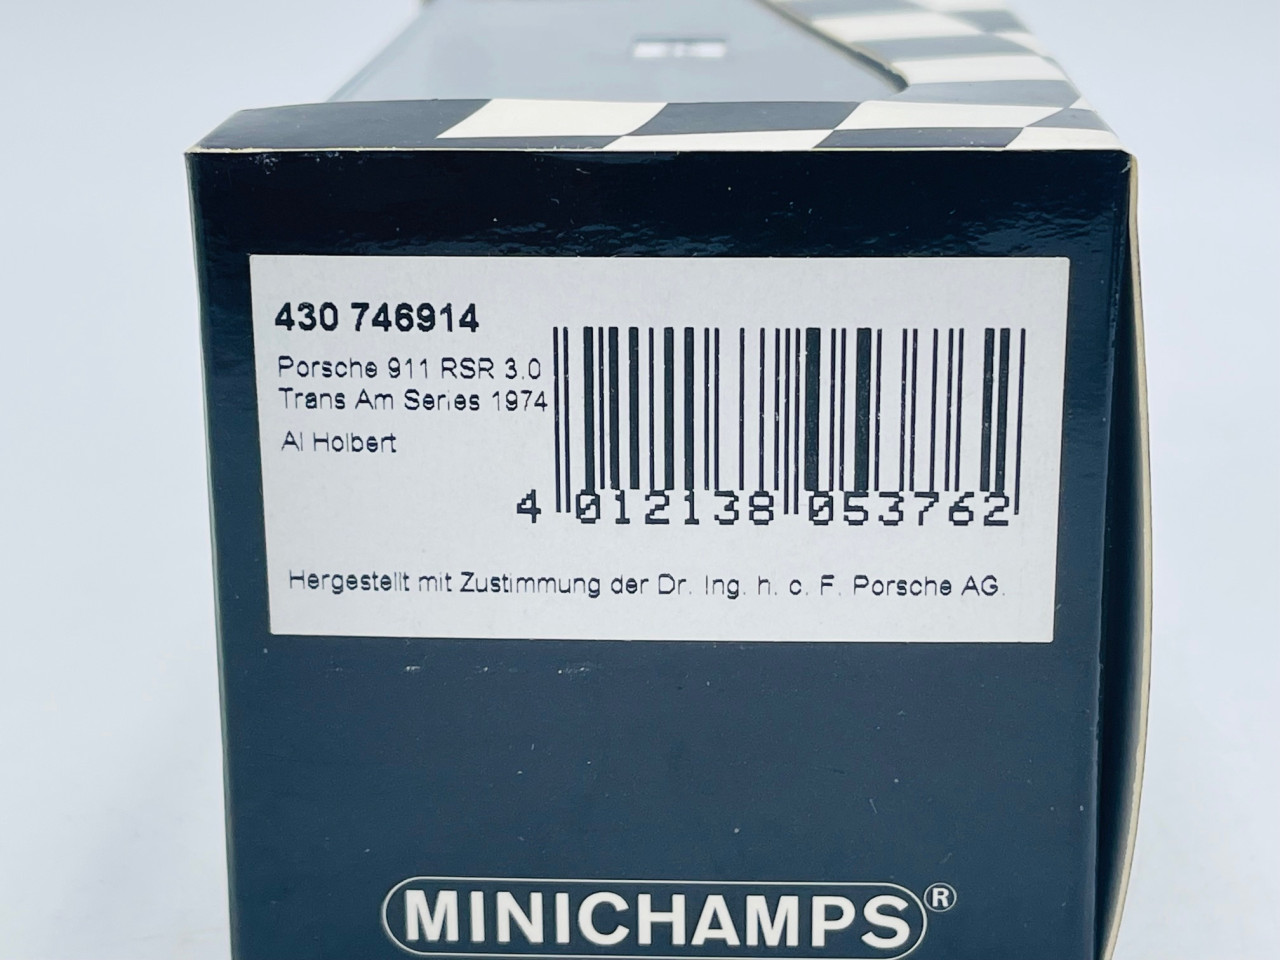 430 746914
Porsche 911 RSR 3.0
Trans Am Series 1974
Al Holbert
4 012138 053762
Hergestellt mit Zustimmung der Dr. Ing. h. c. F. Porsche AG.
MINICHAMPS®